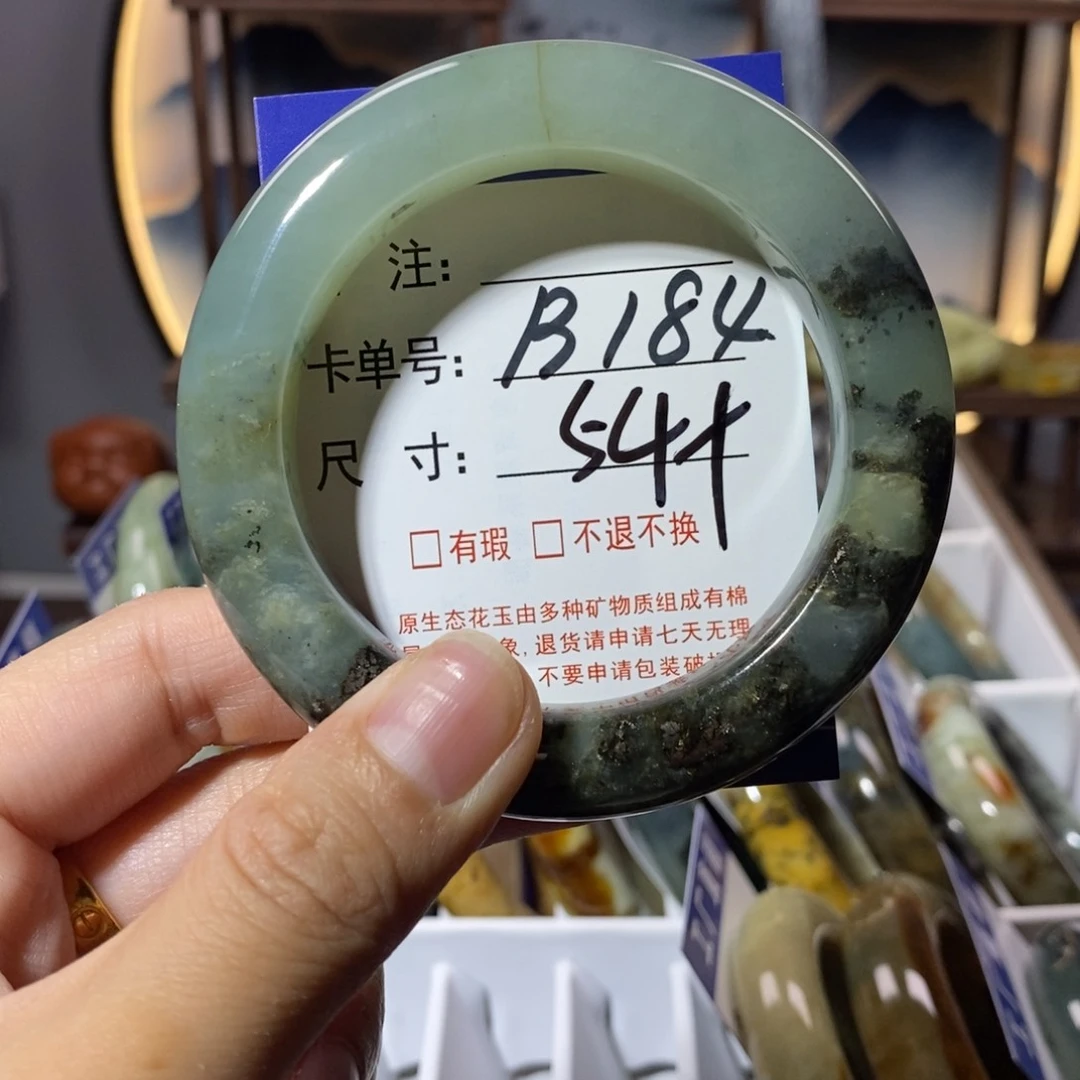 注:
卡单号: B184
尺 寸: 54
□有瑕 □不退不换
原生态花玉由多种矿物质组成有棉
象,退货请申请七天无理
不要申请包装破